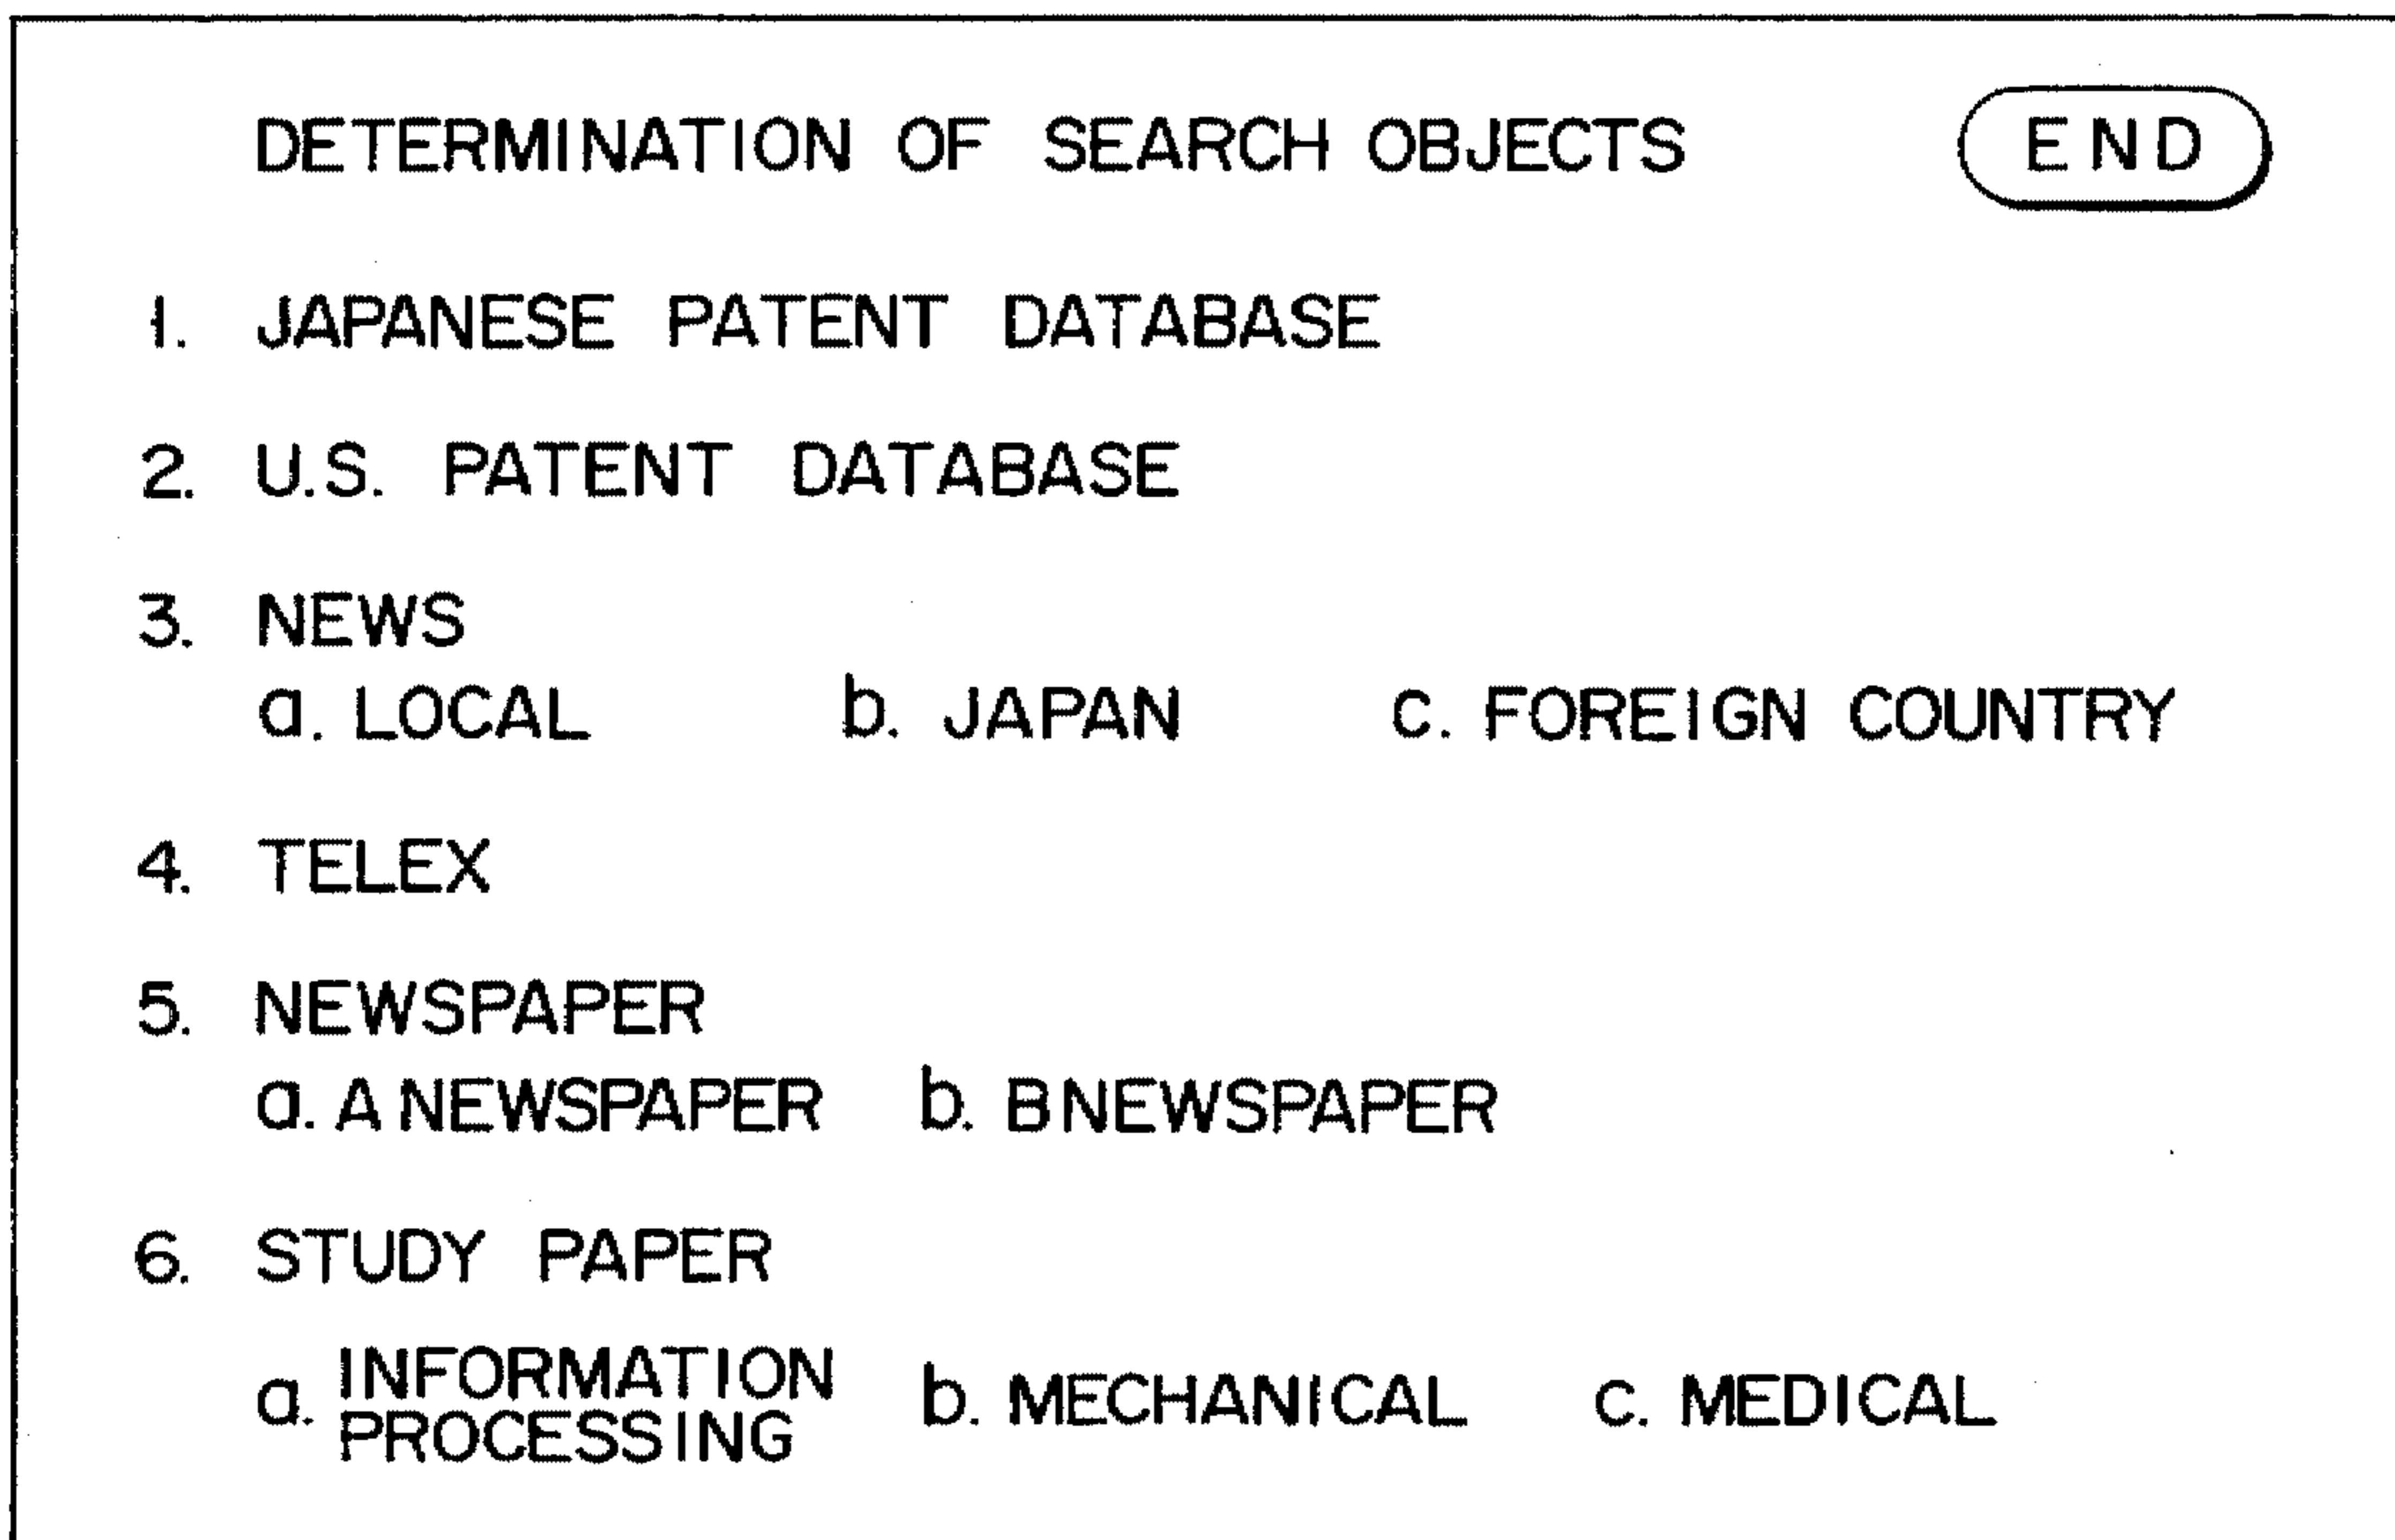 DETERMINATION OF SEARCH OBJECTS END
1. JAPANESE PATENT DATABASE
2. U.S. PATENT DATABASE
3. NEWS
a. LOCAL b. JAPAN c. FOREIGN COUNTRY
4. TELEX
5. NEWSPAPER
a. A NEWSPAPER b. B NEWSPAPER
6. STUDY PAPER
a. INFORMATION PROCESSING b. MECHANICAL c. MEDICAL